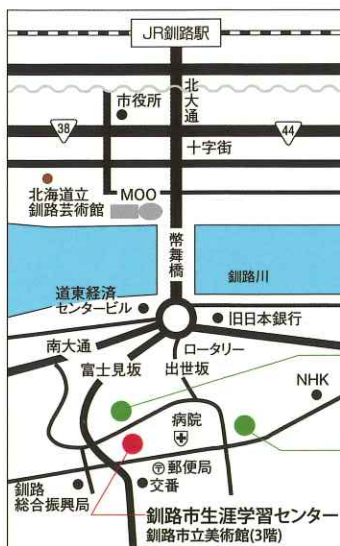 JR釧路駅
北大通
市役所
38
44
十字街
北海道立
釧路芸術館
MOO
幣舞橋
釧路川
道東経済
センタービル
旧日本銀行
南大通
ロータリー
富士見坂
出世坂
NHK
病院
〒郵便局
交番
釧路
総合振興局
釧路市生涯学習センター
釧路市立美術館(3階)